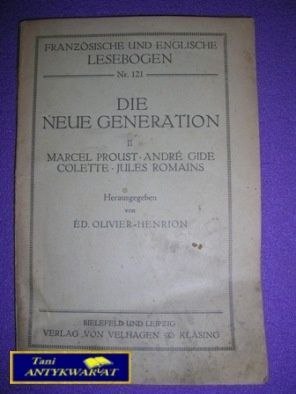 FRANZÖSISCHE UND ENGLISCHE
LESEBOGEN
Nr. 121
DIE
NEUE GENERATION
II
MARCEL PROUST · ANDRÉ GIDE
COLETTE · JULES ROMAINS
Herausgegeben
von
ÉD. OLIVIER-HENRION
BIELEFELD UND LEIPZIG
VERLAG VON VELHAGEN & KLASING
Tani
ANTYKWARIAT